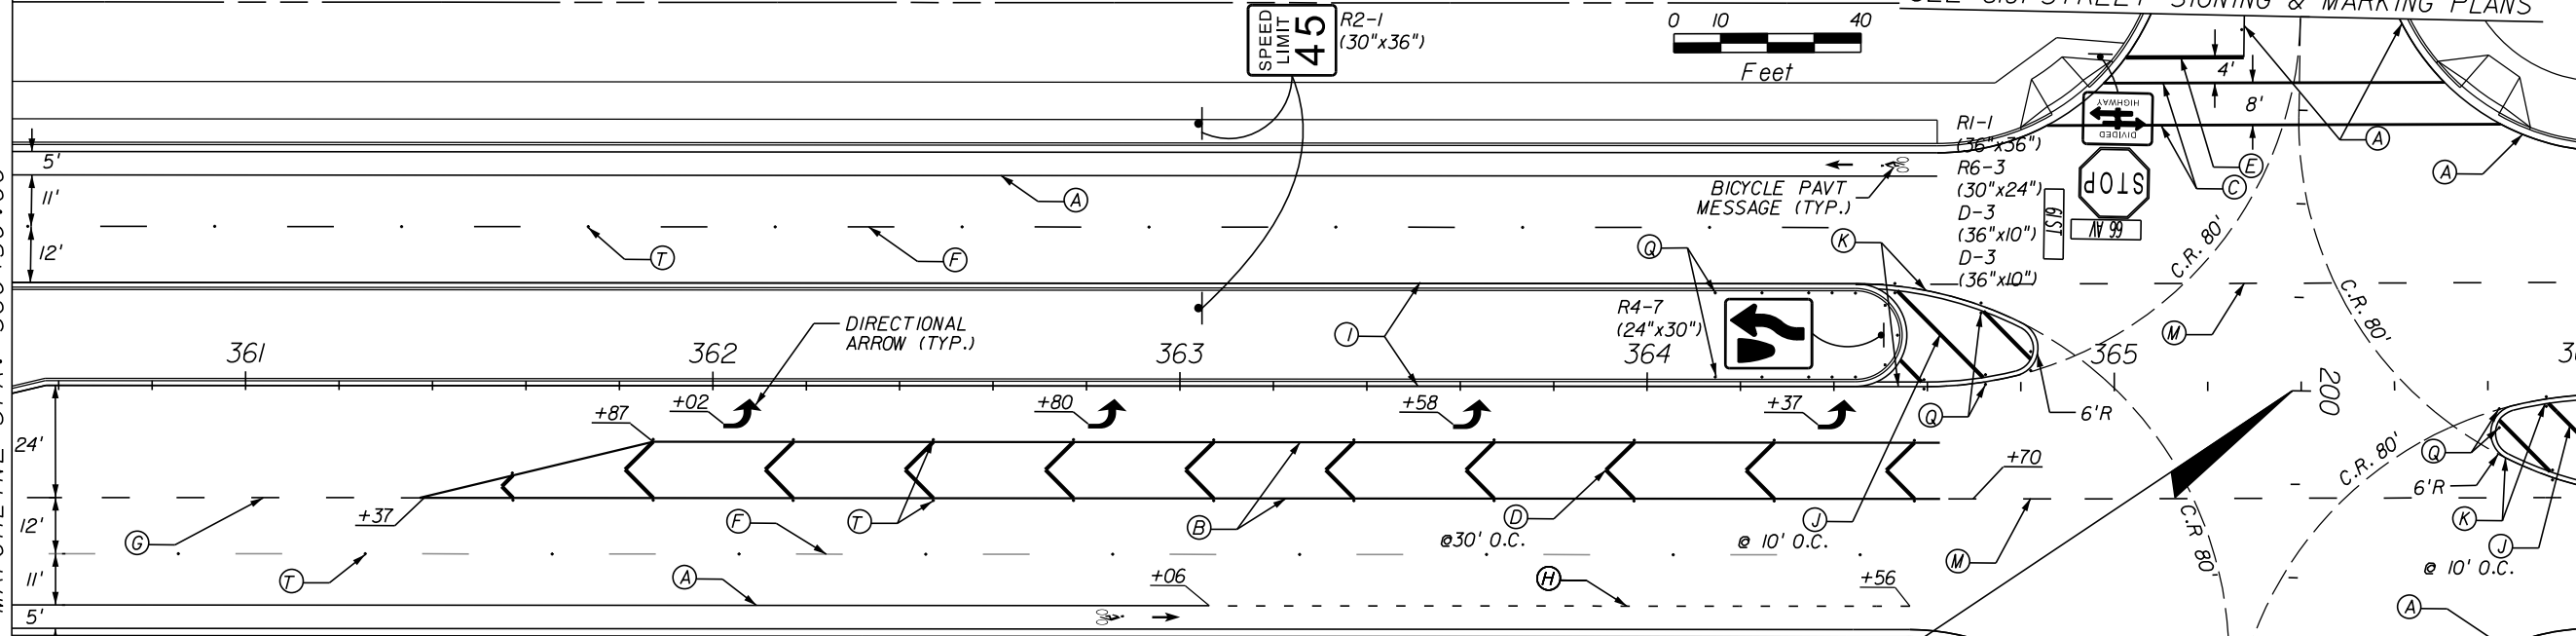 SEE 61ST STREET SIGNING & MARKING PLANS
SPEED
LIMIT
45
R2-1
(30"x36")
0 10 40
Feet
4'
8'
DIVIDED
HIGHWAY
STOP
61 ST
66 AV
R1-1
(36"x36")
R6-3
(30"x24")
D-3
(36"x10")
D-3
(36"x10")
A
A
E
C
5'
11'
12'
A
T
F
BICYCLE PAVT
MESSAGE (TYP.)
Q
K
C.R. 80'
C.R. 80'
M
I
R4-7
(24"x30")
DIRECTIONAL
ARROW (TYP.)
361
362
363
364
365
200
+87
+02
+80
+58
+37
Q
6'R
24'
+37
G
F
T
B
D
@30' O.C.
J
@ 10' O.C.
+70
M
C.R. 80'
C.R. 80'
Q
6'R
K
J
@ 10' O.C.
12'
11'
5'
T
A
+06
H
+56
A